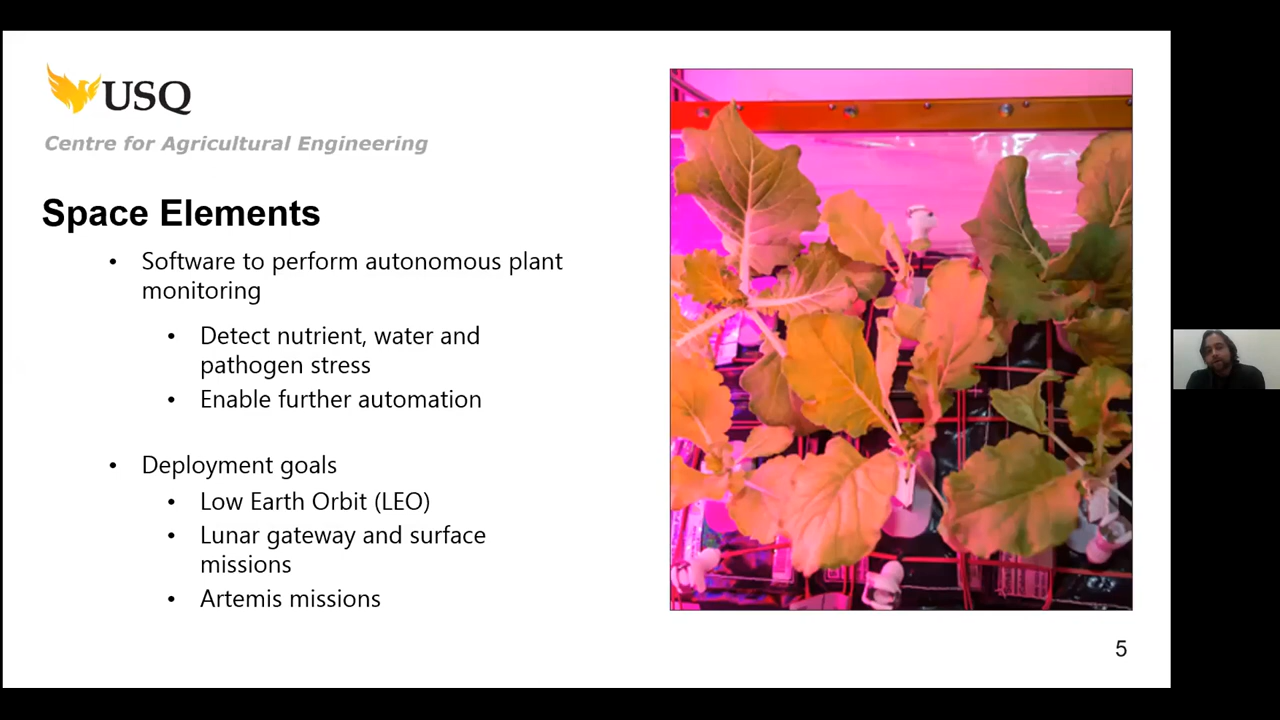 USQ
Centre for Agricultural Engineering
Space Elements
• Software to perform autonomous plant
monitoring
• Detect nutrient, water and
pathogen stress
• Enable further automation
• Deployment goals
• Low Earth Orbit (LEO)
• Lunar gateway and surface
missions
• Artemis missions
5